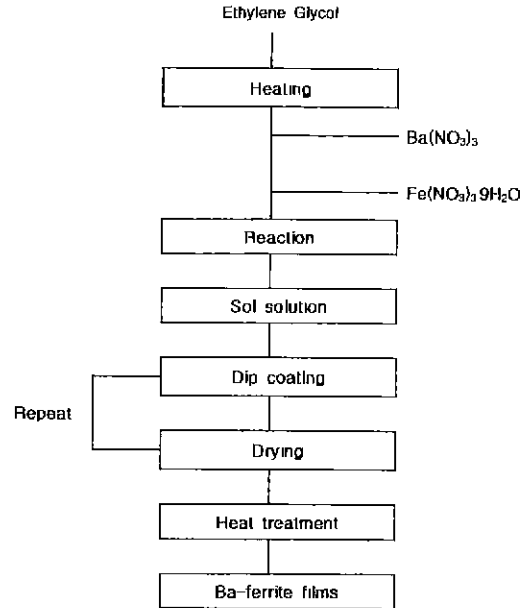 Ethylene Glycol
Heating
Ba(NO₃)₃
Fe(NO₃)₃ 9H₂O
Reaction
Sol solution
Dip coating
Repeat
Drying
Heat treatment
Ba-ferrite films